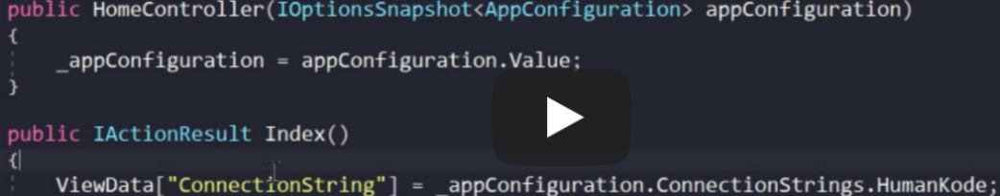 public HomeController(IOptionsSnapshot<AppConfiguration> appConfiguration)
{
_appConfiguration = appConfiguration.Value;
}
public IActionResult Index()
{
ViewData["ConnectionString"] = _appConfiguration.ConnectionStrings.HumanKode;